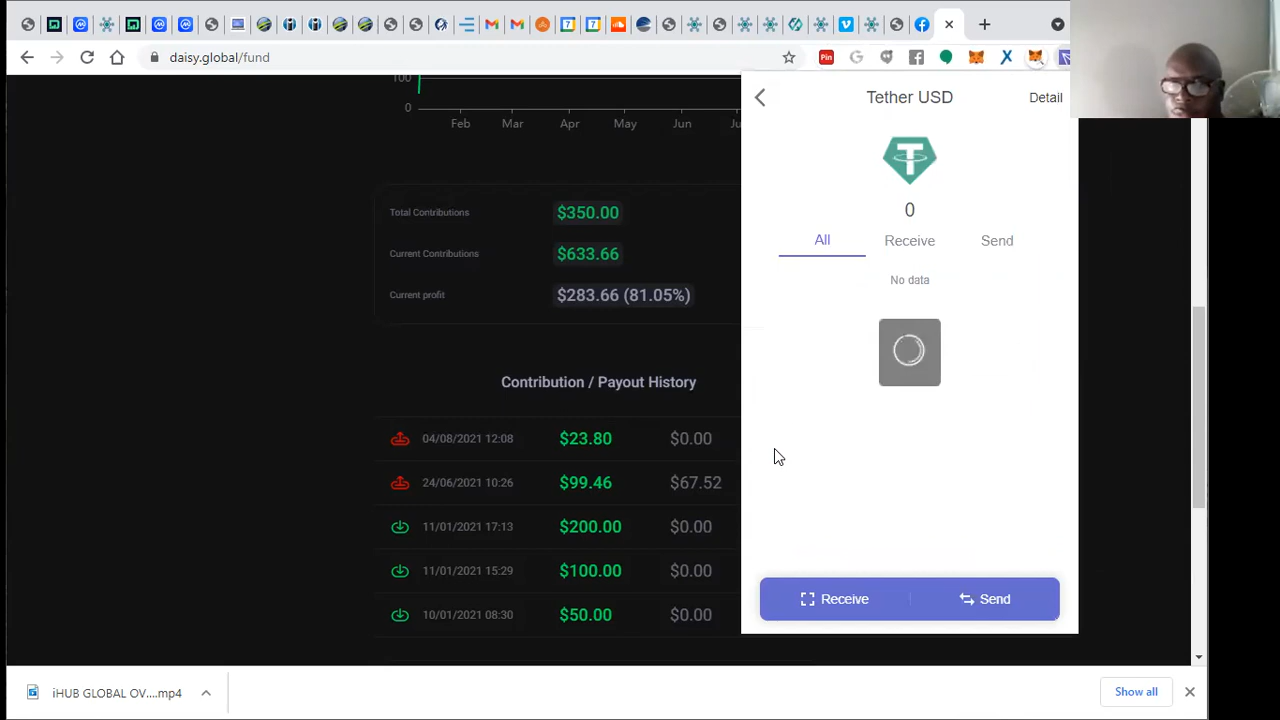 daisy.global/fund
Pin
100
0
Feb Mar Apr May Jun
Total Contributions $350.00
Current Contributions $633.66
Current profit $283.66 (81.05%)
Contribution / Payout History
04/08/2021 12:08 $23.80 $0.00
24/06/2021 10:26 $99.46 $67.52
11/01/2021 17:13 $200.00 $0.00
11/01/2021 15:29 $100.00 $0.00
10/01/2021 08:30 $50.00 $0.00
Tether USD Detail
0
All Receive Send
No data
Receive Send
iHUB GLOBAL OV....mp4
Show all